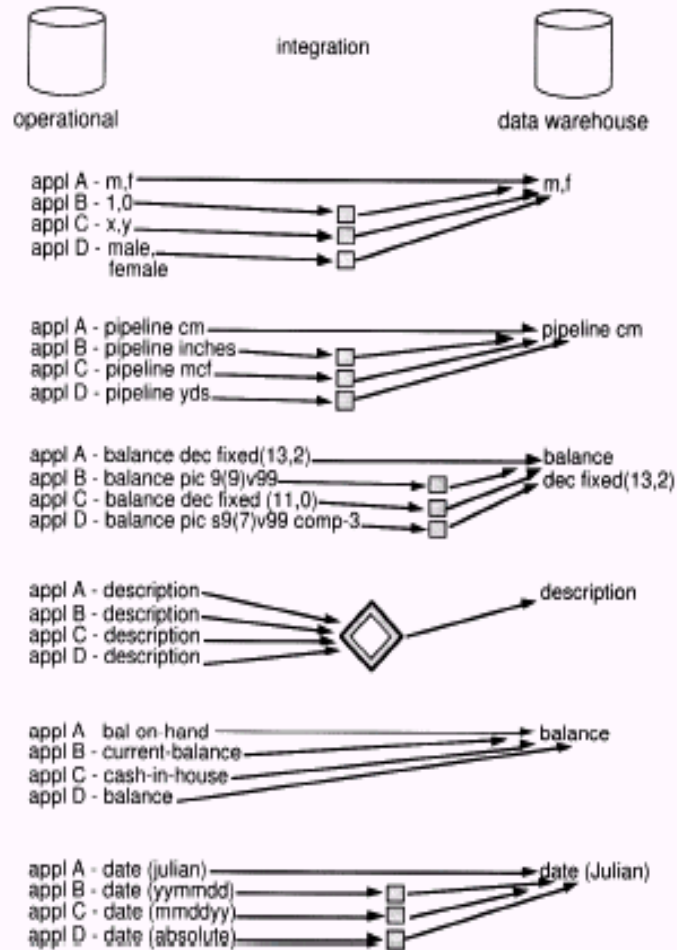 integration
operational
data warehouse
appl A - m,f
appl B - 1,0
appl C - x,y
appl D - male,
female
m,f
appl A - pipeline cm
appl B - pipeline inches
appl C - pipeline mcf
appl D - pipeline yds
pipeline cm
appl A - balance dec fixed(13,2)
appl B - balance pic 9(9)v99
appl C - balance dec fixed (11,0)
appl D - balance pic s9(7)v99 comp-3
balance
dec fixed(13,2)
appl A - description
appl B - description
appl C - description
appl D - description
description
appl A bal on-hand
appl B - current-balance
appl C - cash-in-house
appl D - balance
balance
appl A - date (julian)
appl B - date (yymmdd)
appl C - date (mmddyy)
appl D - date (absolute)
date (Julian)